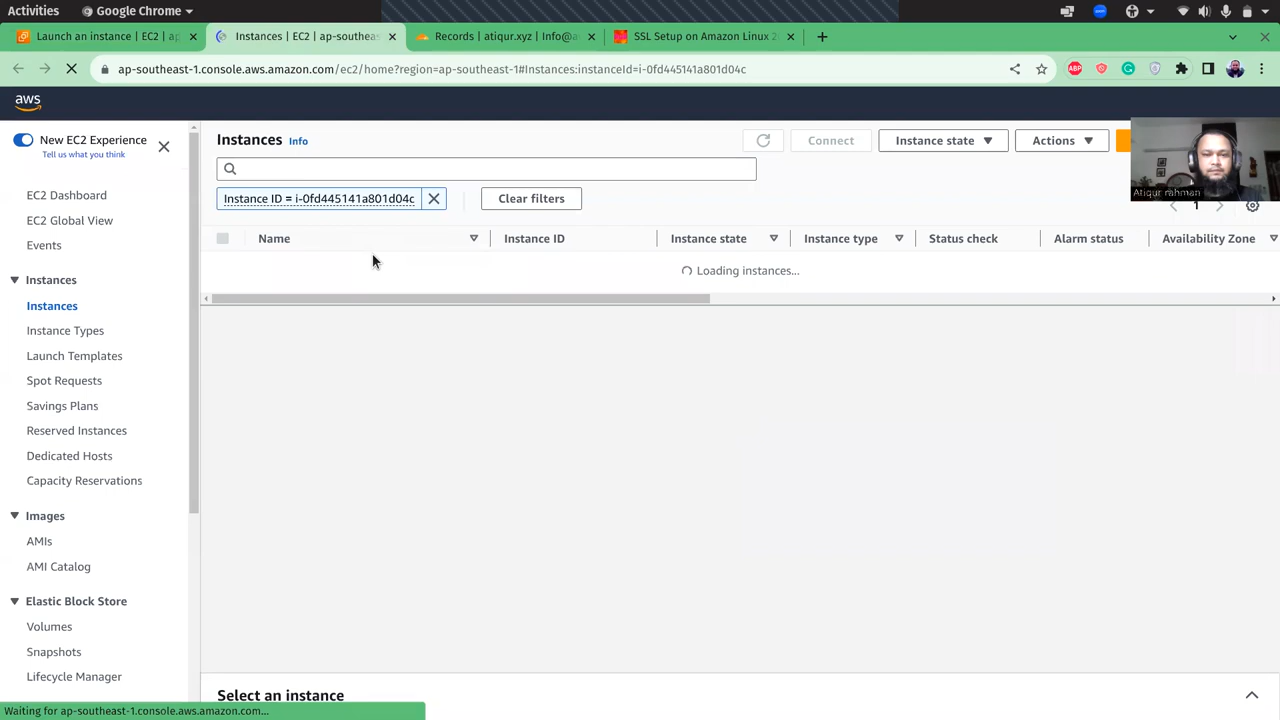 Activities
Google Chrome
Launch an instance | EC2 | ap
Instances | EC2 | ap-southeas
Records | atiqur.xyz | Info@a
SSL Setup on Amazon Linux 2
ap-southeast-1.console.aws.amazon.com/ec2/home?region=ap-southeast-1#Instances:instanceId=i-0fd445141a801d04c
ABP
aws
New EC2 Experience
Tell us what you think
EC2 Dashboard
EC2 Global View
Events
Instances
Instances
Instance Types
Launch Templates
Spot Requests
Savings Plans
Reserved Instances
Dedicated Hosts
Capacity Reservations
Images
AMIs
AMI Catalog
Elastic Block Store
Volumes
Snapshots
Lifecycle Manager
Instances Info
Connect
Instance state
Actions
Instance ID = i-0fd445141a801d04c
Clear filters
1
Name
Instance ID
Instance state
Instance type
Status check
Alarm status
Availability Zone
Loading instances...
Select an instance
Atiqur rahman
Waiting for ap-southeast-1.console.aws.amazon.com...